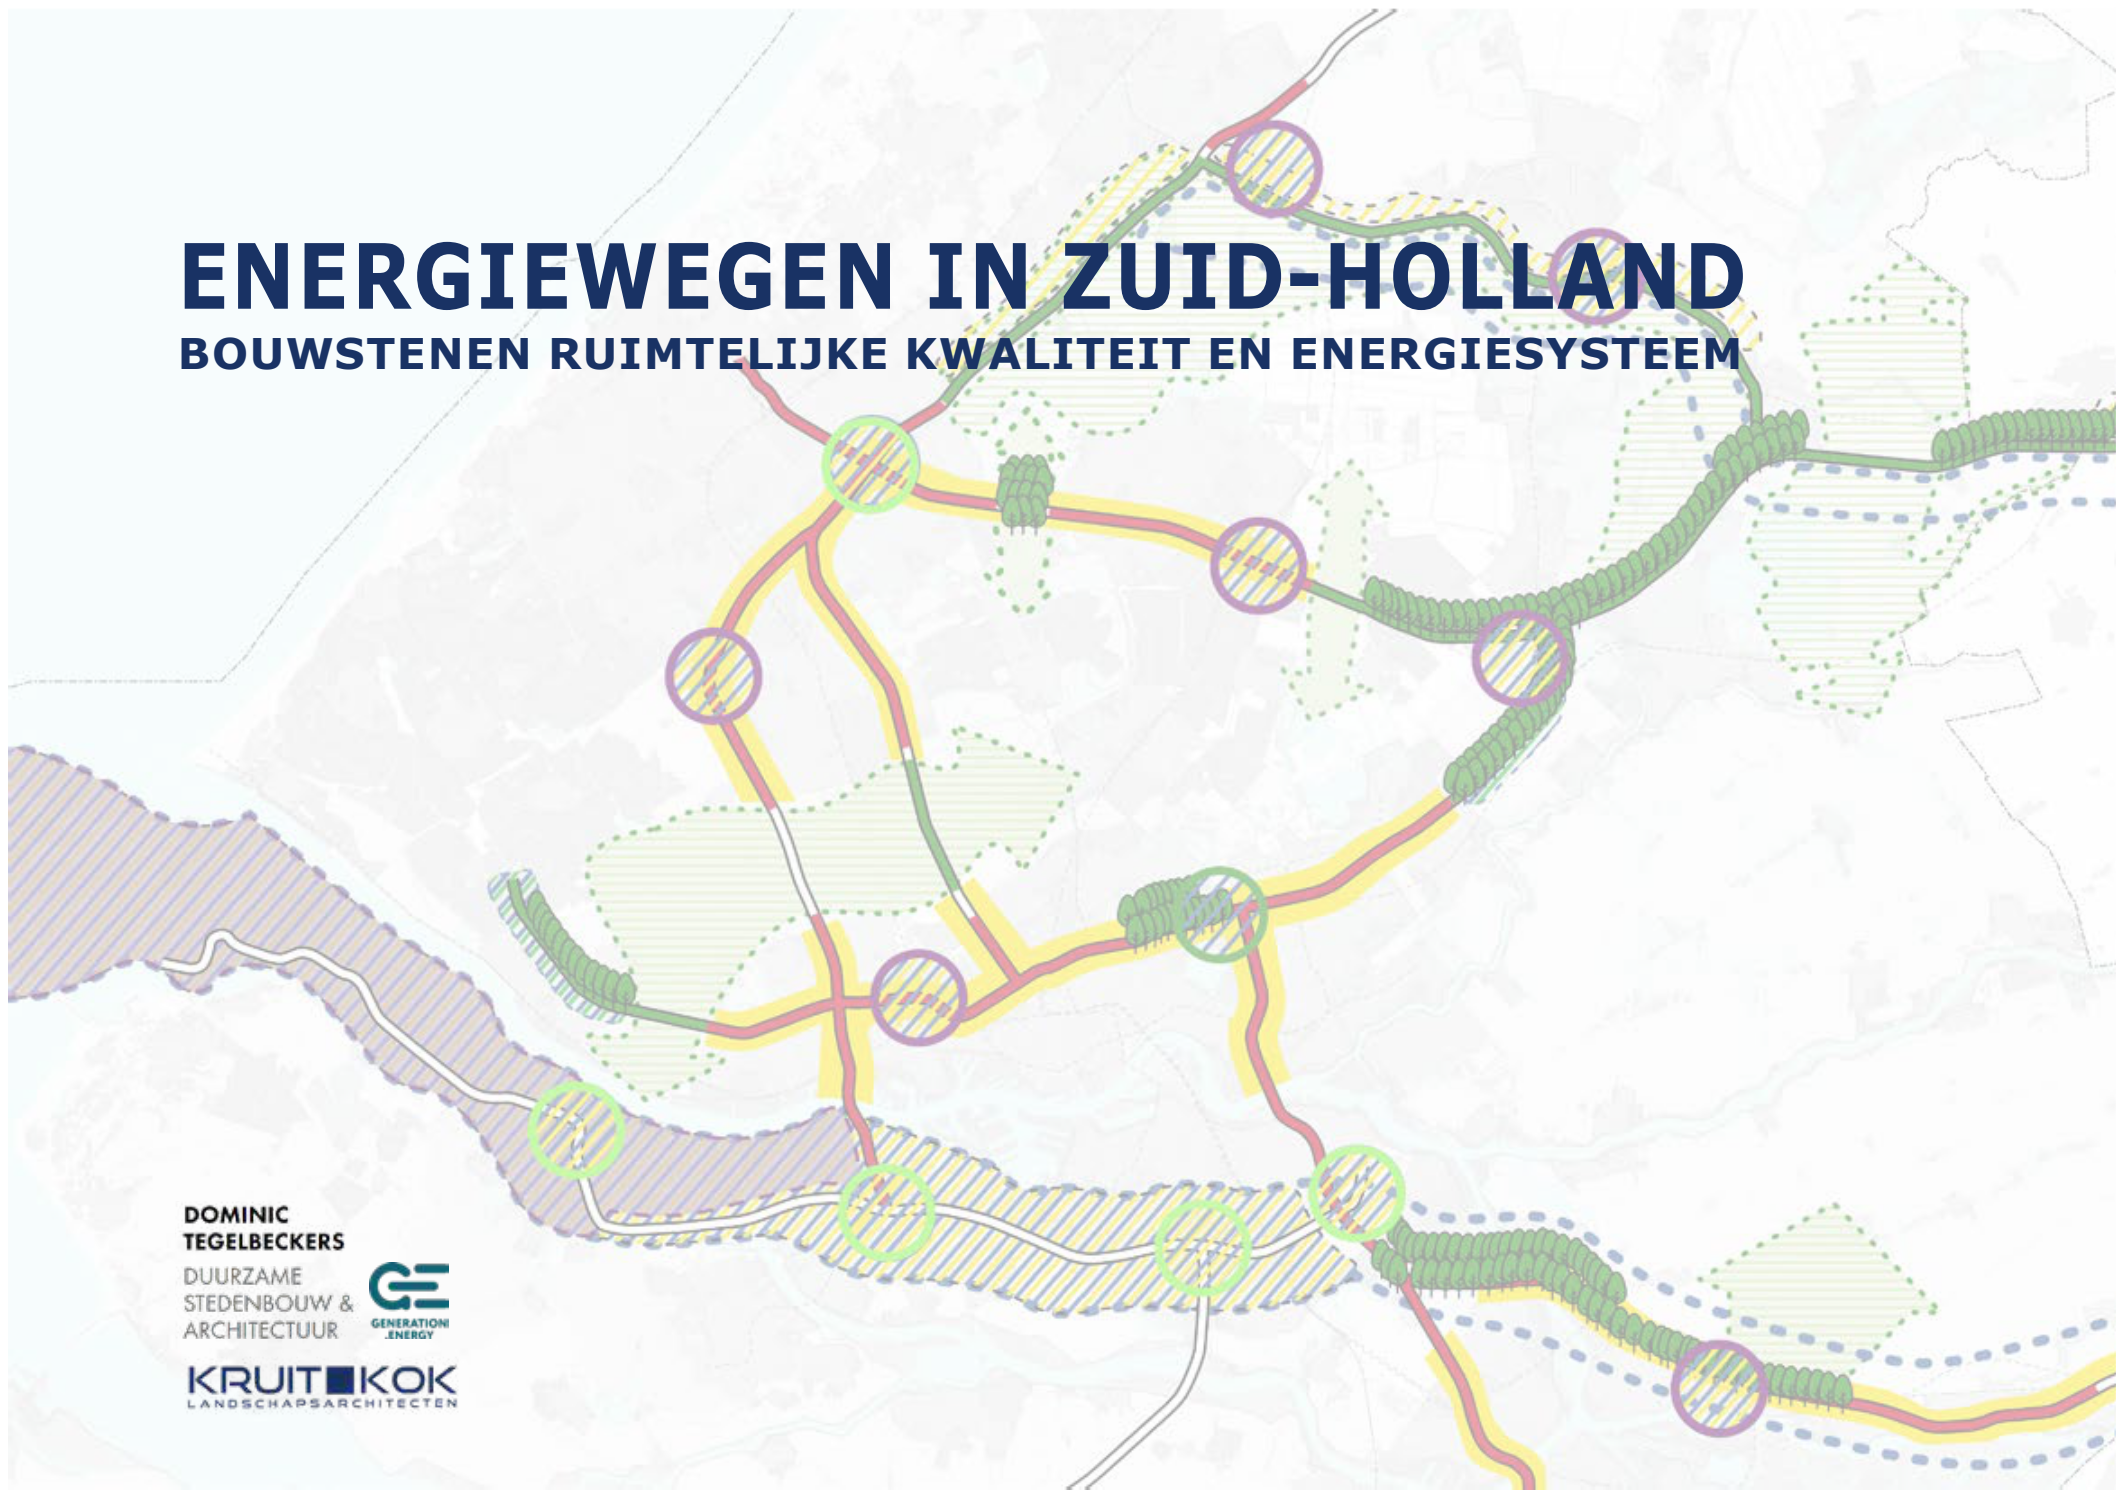 ENERGIEWEGEN IN ZUID-HOLLAND
BOUWSTENEN RUIMTELIJKE KWALITEIT EN ENERGIESYSTEEM
DOMINIC
TEGELBECKERS
DUURZAME
STEDENBOUW &
ARCHITECTUUR
GENERATION
.ENERGY
KRUIT KOK
LANDSCHAPSARCHITECTEN